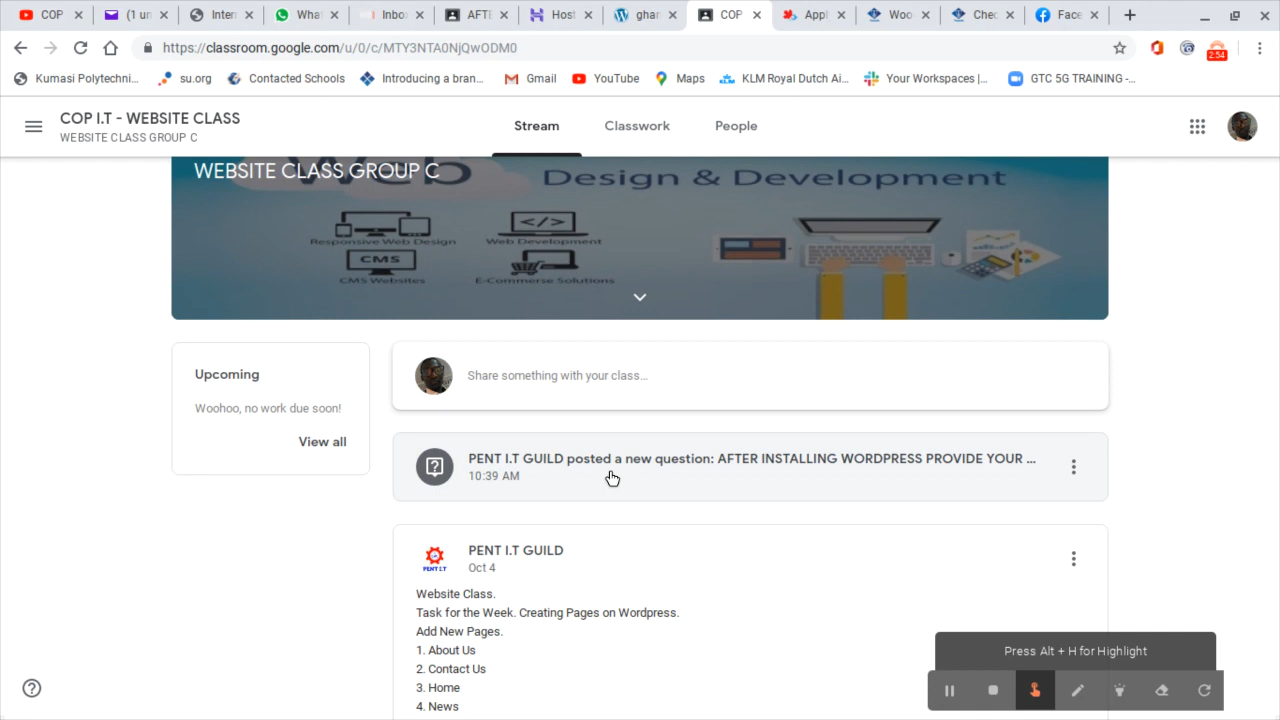 COP
(1 un
Intern
What
Inbo
AFTE
Host
ghan
COP
Appl
Woo
Chec
Face
https://classroom.google.com/u/0/c/MTY3NTA0NjQwODM0
2:54
Kumasi Polytechni...
su.org
Contacted Schools
Introducing a bran...
Gmail
YouTube
Maps
KLM Royal Dutch Ai...
Your Workspaces |...
GTC 5G TRAINING -...
COP I.T - WEBSITE CLASS
WEBSITE CLASS GROUP C
Stream
Classwork
People
WEBSITE CLASS GROUP C
Web
Design & Development
Responsive Web Design
Web Development
CMS
CMS Websites
E-Commerse Solutions
Upcoming
Woohoo, no work due soon!
View all
Share something with your class...
PENT I.T GUILD posted a new question: AFTER INSTALLING WORDPRESS PROVIDE YOUR ...
10:39 AM
PENT I.T
PENT I.T GUILD
Oct 4
Website Class.
Task for the Week. Creating Pages on Wordpress.
Add New Pages.
1. About Us
2. Contact Us
3. Home
4. News
Press Alt + H for Highlight